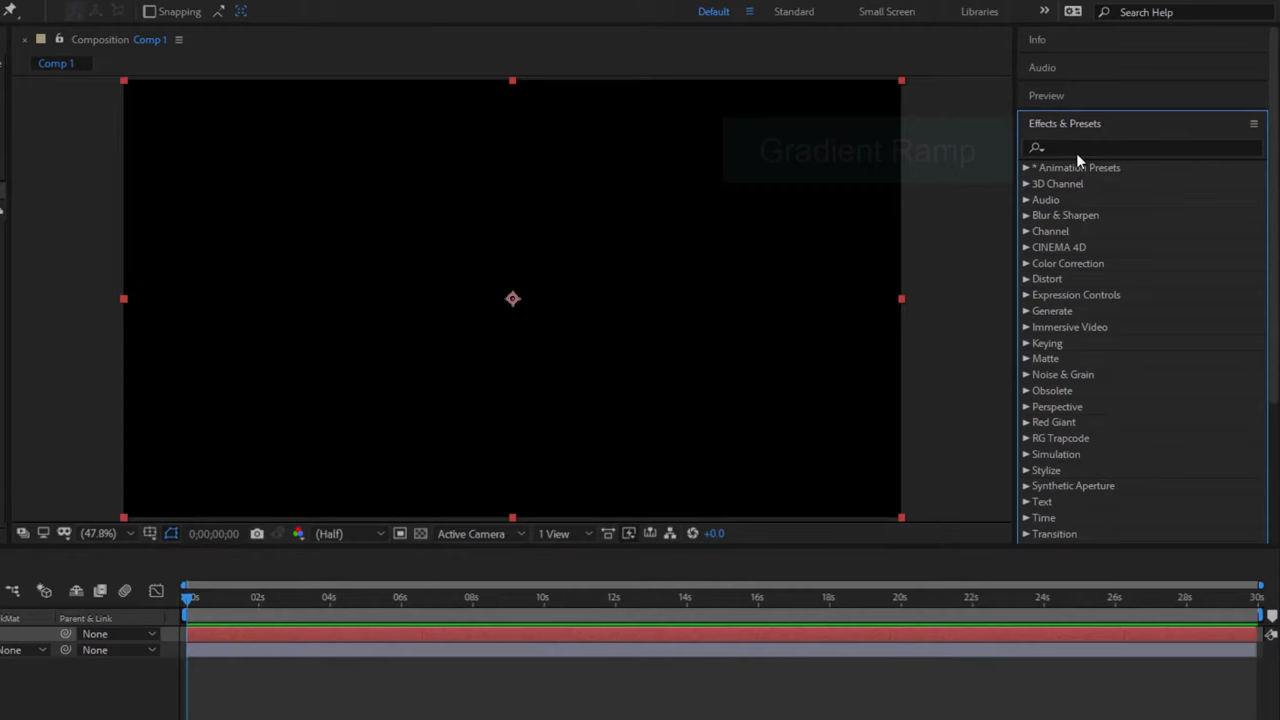 Snapping
Default
Standard
Small Screen
Libraries
Search Help
Composition Comp 1
Comp 1
Info
Audio
Preview
Effects & Presets
Gradient Ramp
* Animation Presets
3D Channel
Audio
Blur & Sharpen
Channel
CINEMA 4D
Color Correction
Distort
Expression Controls
Generate
Immersive Video
Keying
Matte
Noise & Grain
Obsolete
Perspective
Red Giant
RG Trapcode
Simulation
Stylize
Synthetic Aperture
Text
Time
Transition
(47.8%)
0;00;00;00
(Half)
Active Camera
1 View
+0.0
02s 04s 06s 08s 10s 12s 14s 16s 18s 20s 22s 24s 26s 28s 30s
kMat Parent & Link
None
None None